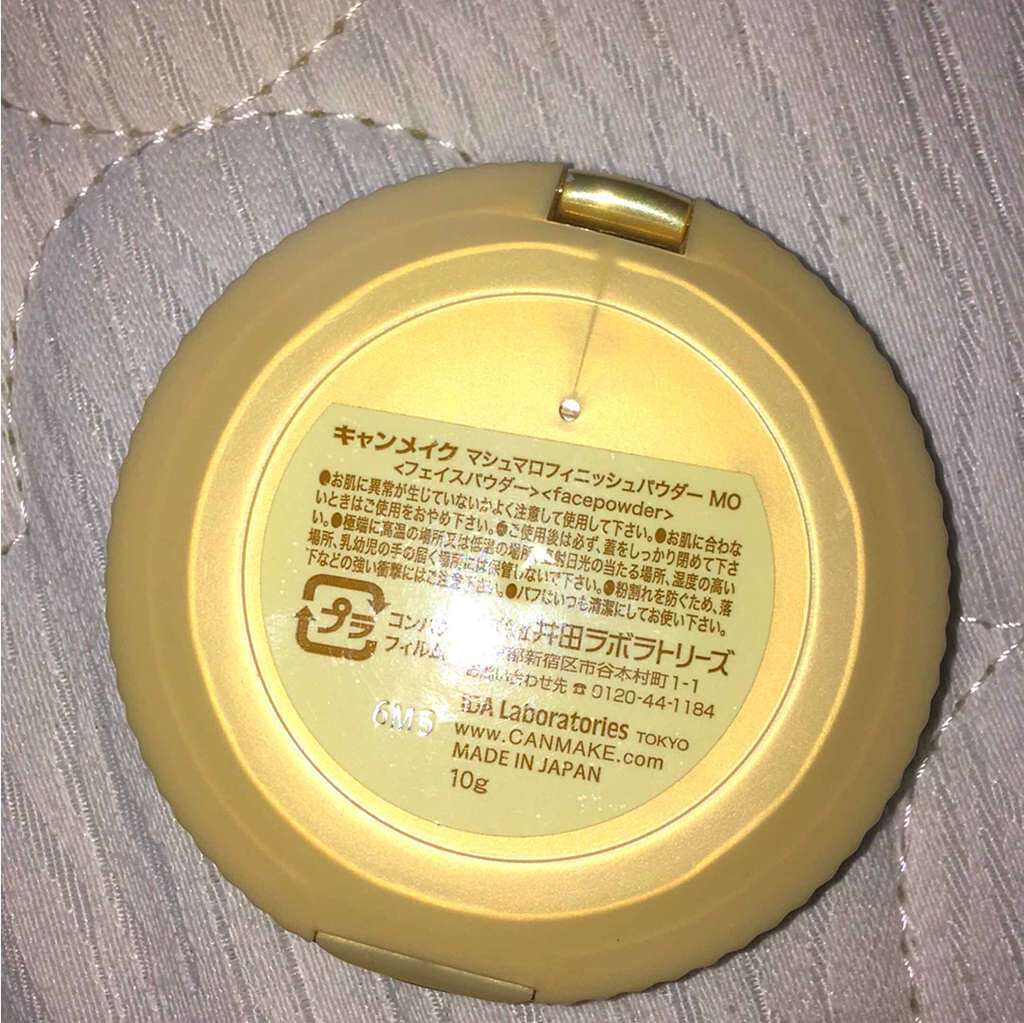 キャンメイク マシュマロフィニッシュパウダー MO
<フェイスパウダー><facepowder>
●お肌に異常が生じていないかよく注意して使用して下さい。●お肌に合わな
いときはご使用をおやめ下さい。●ご使用後は必ず、蓋をしっかり閉めて下さ
い。●極端に高温の場所又は低温の場所、直射日光の当たる場所、湿度の高い
場所、乳幼児の手の届く場所には保管しないで下さい。●粉割れを防ぐため、落
下などの強い衝撃にはご注意下さい。●パフはいつも清潔にしてお使い下さい。
プラ
井田ラボラトリーズ
フィルム 都新宿区市谷本村町1-1
お問い合わせ先 ☎ 0120-44-1184
IDA Laboratories TOKYO
www.CANMAKE.com
MADE IN JAPAN
10g